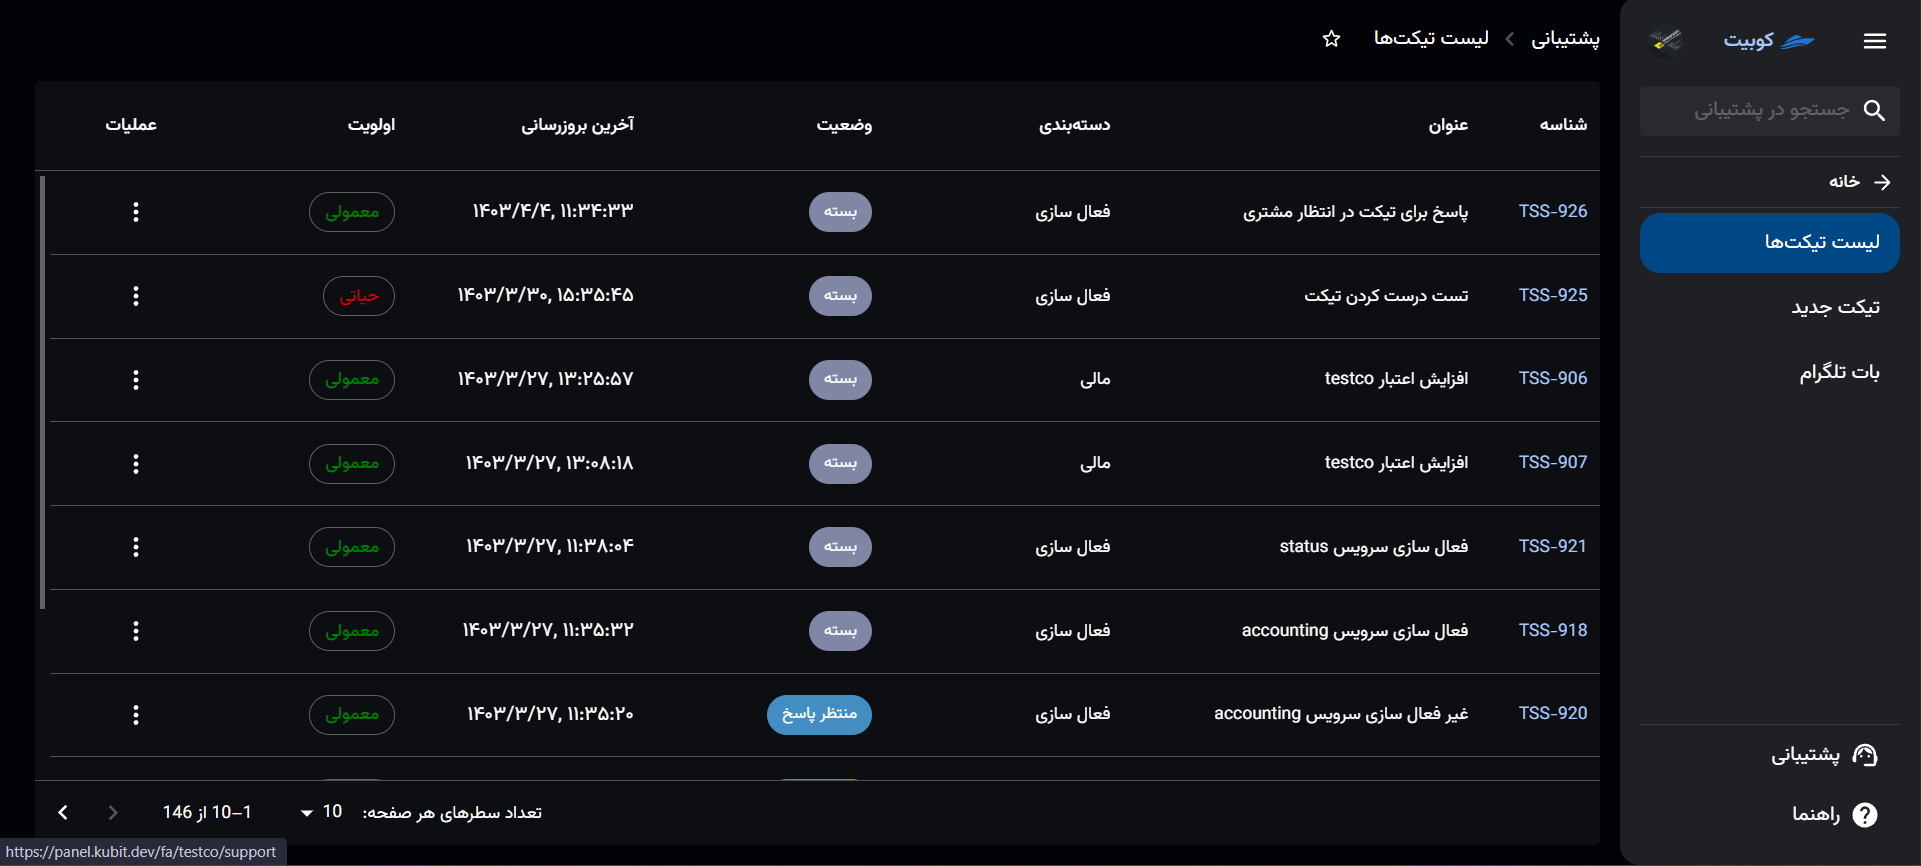 کوبیت
جستجو در پشتیبانی
خانه
لیست تیکت‌ها
تیکت جدید
بات تلگرام
پشتیبانی
راهنما
پشتیبانی لیست تیکت‌ها
شناسه عنوان دسته‌بندی وضعیت آخرین بروزرسانی اولویت عملیات
TSS-926 پاسخ برای تیکت در انتظار مشتری فعال سازی بسته ۱۴۰۳/۴/۴, ۱۱:۳۴:۳۳ معمولی
TSS-925 تست درست کردن تیکت فعال سازی بسته ۱۴۰۳/۳/۳۰, ۱۵:۳۵:۴۵ حیاتی
TSS-906 افزایش اعتبار testco مالی بسته ۱۴۰۳/۳/۲۷, ۱۳:۲۵:۵۷ معمولی
TSS-907 افزایش اعتبار testco مالی بسته ۱۴۰۳/۳/۲۷, ۱۳:۰۸:۱۸ معمولی
TSS-921 فعال سازی سرویس status فعال سازی بسته ۱۴۰۳/۳/۲۷, ۱۱:۳۸:۰۴ معمولی
TSS-918 فعال سازی سرویس accounting فعال سازی بسته ۱۴۰۳/۳/۲۷, ۱۱:۳۵:۳۲ معمولی
TSS-920 غیر فعال سازی سرویس accounting فعال سازی منتظر پاسخ ۱۴۰۳/۳/۲۷, ۱۱:۳۵:۲۰ معمولی
تعداد سطرهای هر صفحه: 10 1–10 از 146
https://panel.kubit.dev/fa/testco/support